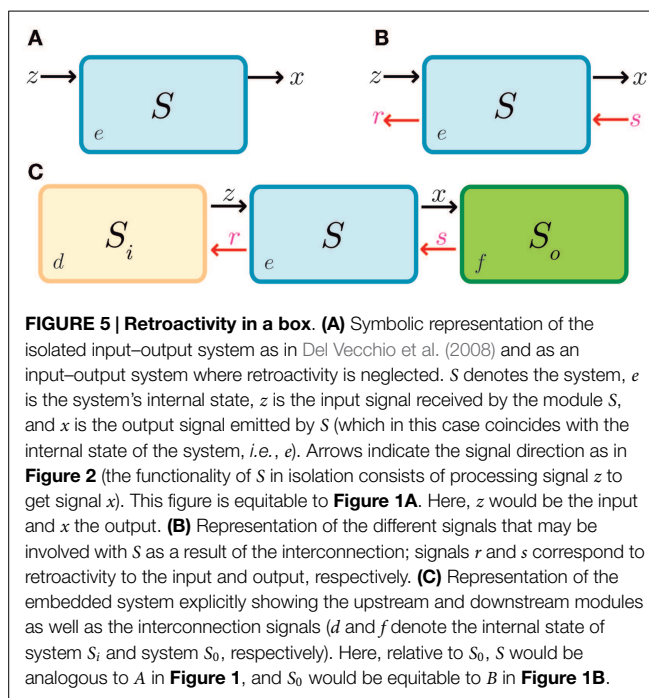 A
B
z
x
S
e
z
x
r
S
s
e
C
S_i
z
r
S
x
s
S_o
d
e
f
FIGURE 5 | Retroactivity in a box. (A) Symbolic representation of the
isolated input–output system as in Del Vecchio et al. (2008) and as an
input–output system where retroactivity is neglected. S denotes the system, e
is the system's internal state, z is the input signal received by the module S,
and x is the output signal emitted by S (which in this case coincides with the
internal state of the system, i.e., e). Arrows indicate the signal direction as in
Figure 2 (the functionality of S in isolation consists of processing signal z to
get signal x). This figure is equitable to Figure 1A. Here, z would be the input
and x the output. (B) Representation of the different signals that may be
involved with S as a result of the interconnection; signals r and s correspond to
retroactivity to the input and output, respectively. (C) Representation of the
embedded system explicitly showing the upstream and downstream modules
as well as the interconnection signals (d and f denote the internal state of
system S_i and system S_0, respectively). Here, relative to S_0, S would be
analogous to A in Figure 1, and S_0 would be equitable to B in Figure 1B.